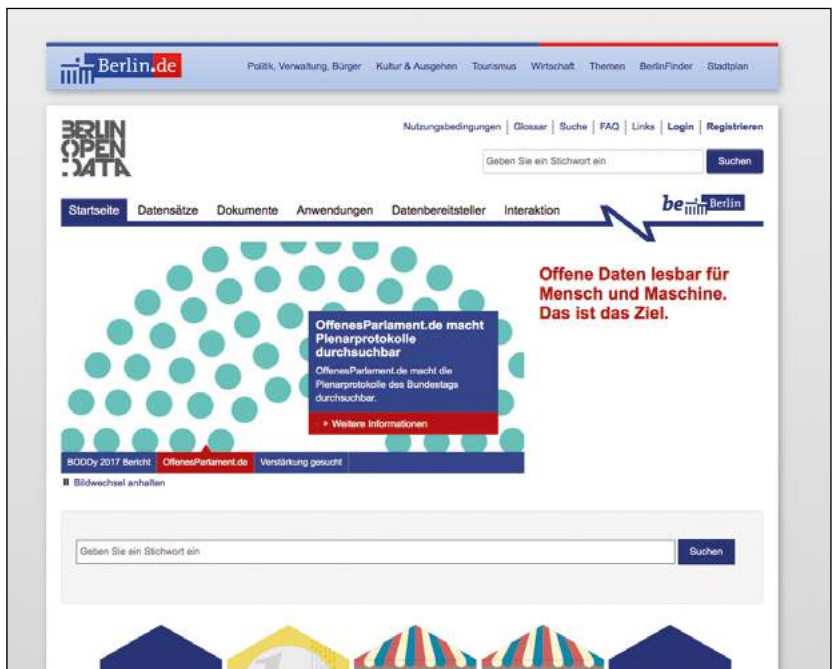 Berlin.de
Politik, Verwaltung, Bürger Kultur & Ausgehen Tourismus Wirtschaft Themen BerlinFinder Stadtplan
BERLIN
OPEN
DATA
Nutzungsbedingungen | Glossar | Suche | FAQ | Links | Login | Registrieren
Geben Sie ein Stichwort ein Suchen
Startseite Datensätze Dokumente Anwendungen Datenbereitsteller Interaktion
be Berlin
Offene Daten lesbar für
Mensch und Maschine.
Das ist das Ziel.
OffenesParlament.de macht
Plenarprotokolle
durchsuchbar
OffenesParlament.de macht die
Plenarprotokolle des Bundestags
durchsuchbar.
Weitere Informationen
BODDy 2017 Bericht OffenesParlament.de Verstärkung gesucht
Bildwechsel anhalten
Geben Sie ein Stichwort ein Suchen